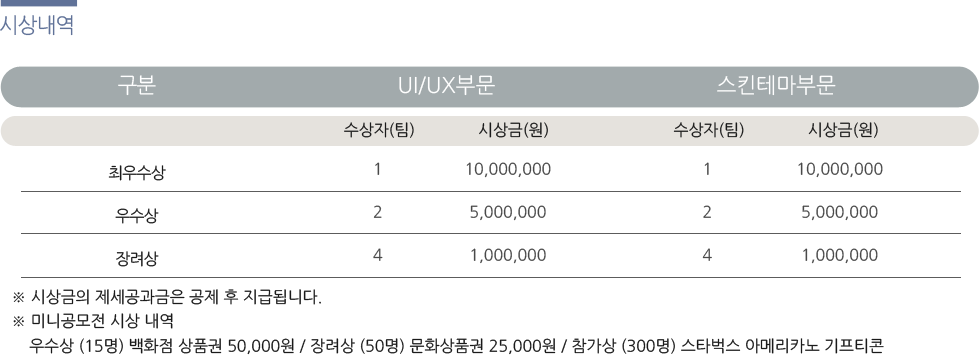 시상내역
구분 UI/UX부문 스킨테마부문
수상자(팀) 시상금(원) 수상자(팀) 시상금(원)
최우수상 1 10,000,000 1 10,000,000
우수상 2 5,000,000 2 5,000,000
장려상 4 1,000,000 4 1,000,000
※ 시상금의 제세공과금은 공제 후 지급됩니다.
※ 미니공모전 시상 내역
우수상 (15명) 백화점 상품권 50,000원 / 장려상 (50명) 문화상품권 25,000원 / 참가상 (300명) 스타벅스 아메리카노 기프티콘